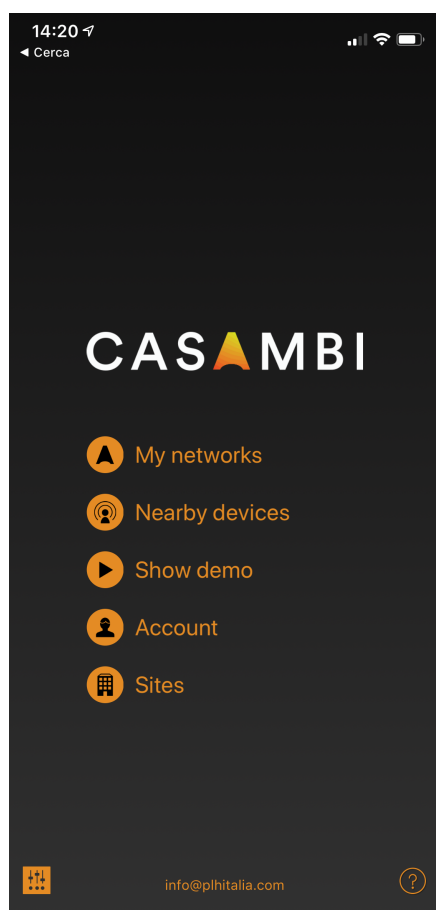 14:20
◀ Cerca
CASAMBI
My networks
Nearby devices
Show demo
Account
Sites
info@plhitalia.com
?